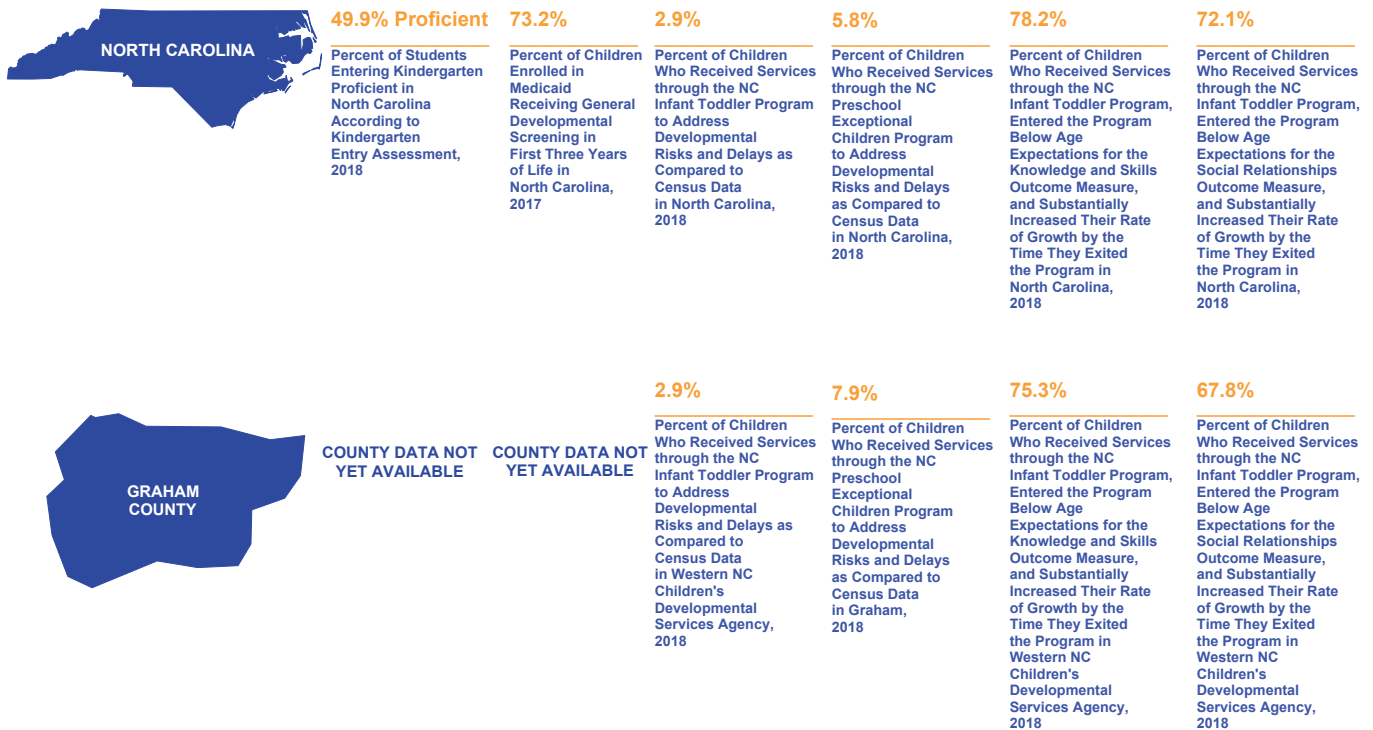 NORTH CAROLINA
49.9% Proficient
Percent of Students
Entering Kindergarten
Proficient in
North Carolina
According to
Kindergarten
Entry Assessment,
2018
73.2%
Percent of Children
Enrolled in
Medicaid
Receiving General
Developmental
Screening in
First Three Years
of Life in
North Carolina,
2017
2.9%
Percent of Children
Who Received Services
through the NC
Infant Toddler Program
to Address
Developmental
Risks and Delays as
Compared to
Census Data
in North Carolina,
2018
5.8%
Percent of Children
Who Received Services
through the NC
Preschool
Exceptional
Children Program
to Address
Developmental
Risks and Delays
as Compared to
Census Data
in North Carolina,
2018
78.2%
Percent of Children
Who Received Services
through the NC
Infant Toddler Program,
Entered the Program
Below Age
Expectations for the
Knowledge and Skills
Outcome Measure,
and Substantially
Increased Their Rate
of Growth by the
Time They Exited
the Program in
North Carolina,
2018
72.1%
Percent of Children
Who Received Services
through the NC
Infant Toddler Program,
Entered the Program
Below Age
Expectations for the
Social Relationships
Outcome Measure,
and Substantially
Increased Their Rate
of Growth by the
Time They Exited
the Program in
North Carolina,
2018
GRAHAM
COUNTY
COUNTY DATA NOT
YET AVAILABLE
COUNTY DATA NOT
YET AVAILABLE
2.9%
Percent of Children
Who Received Services
through the NC
Infant Toddler Program
to Address
Developmental
Risks and Delays as
Compared to
Census Data
in Western NC
Children's
Developmental
Services Agency,
2018
7.9%
Percent of Children
Who Received Services
through the NC
Preschool
Exceptional
Children Program
to Address
Developmental
Risks and Delays
as Compared to
Census Data
in Graham,
2018
75.3%
Percent of Children
Who Received Services
through the NC
Infant Toddler Program,
Entered the Program
Below Age
Expectations for the
Knowledge and Skills
Outcome Measure,
and Substantially
Increased Their Rate
of Growth by the
Time They Exited
the Program in
Western NC
Children's
Developmental
Services Agency,
2018
67.8%
Percent of Children
Who Received Services
through the NC
Infant Toddler Program,
Entered the Program
Below Age
Expectations for the
Social Relationships
Outcome Measure,
and Substantially
Increased Their Rate
of Growth by the
Time They Exited
the Program in
Western NC
Children's
Developmental
Services Agency,
2018